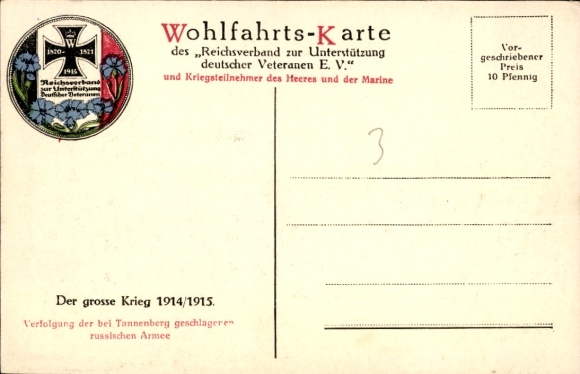 W
1870 - 1871
1915
Reichsverband
zur Unterstützung
Deutscher Veteranen
Wohlfahrts-Karte
des „Reichsverband zur Unterstützung
deutscher Veteranen E. V.“
und Kriegsteilnehmer des Heeres und der Marine
Vor-
geschriebener
Preis
10 Pfennig
3
Der grosse Krieg 1914/1915.
Verfolgung der bei Tannenberg geschlagenen
russischen Armee